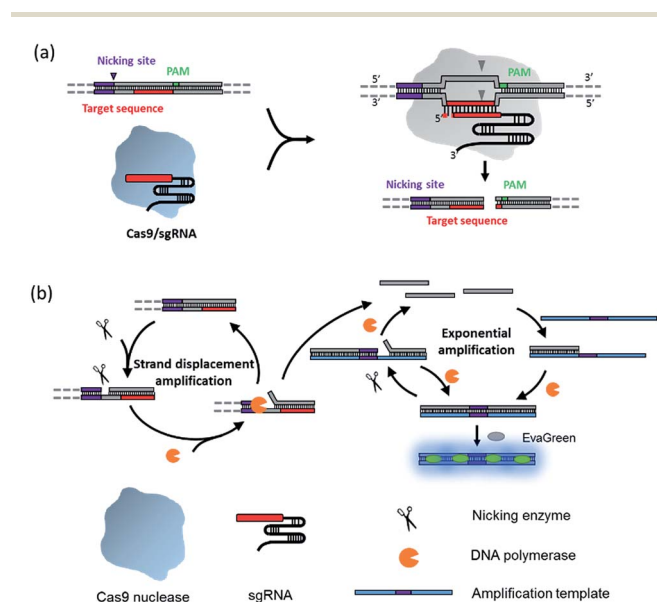 (a)
Nicking site
PAM
Target sequence
Cas9/sgRNA
PAM
5’
3’
3’
5’
5’
3’
Nicking site
PAM
Target sequence
(b)
Strand displacement
amplification
Exponential
amplification
EvaGreen
Cas9 nuclease
sgRNA
Nicking enzyme
DNA polymerase
Amplification template